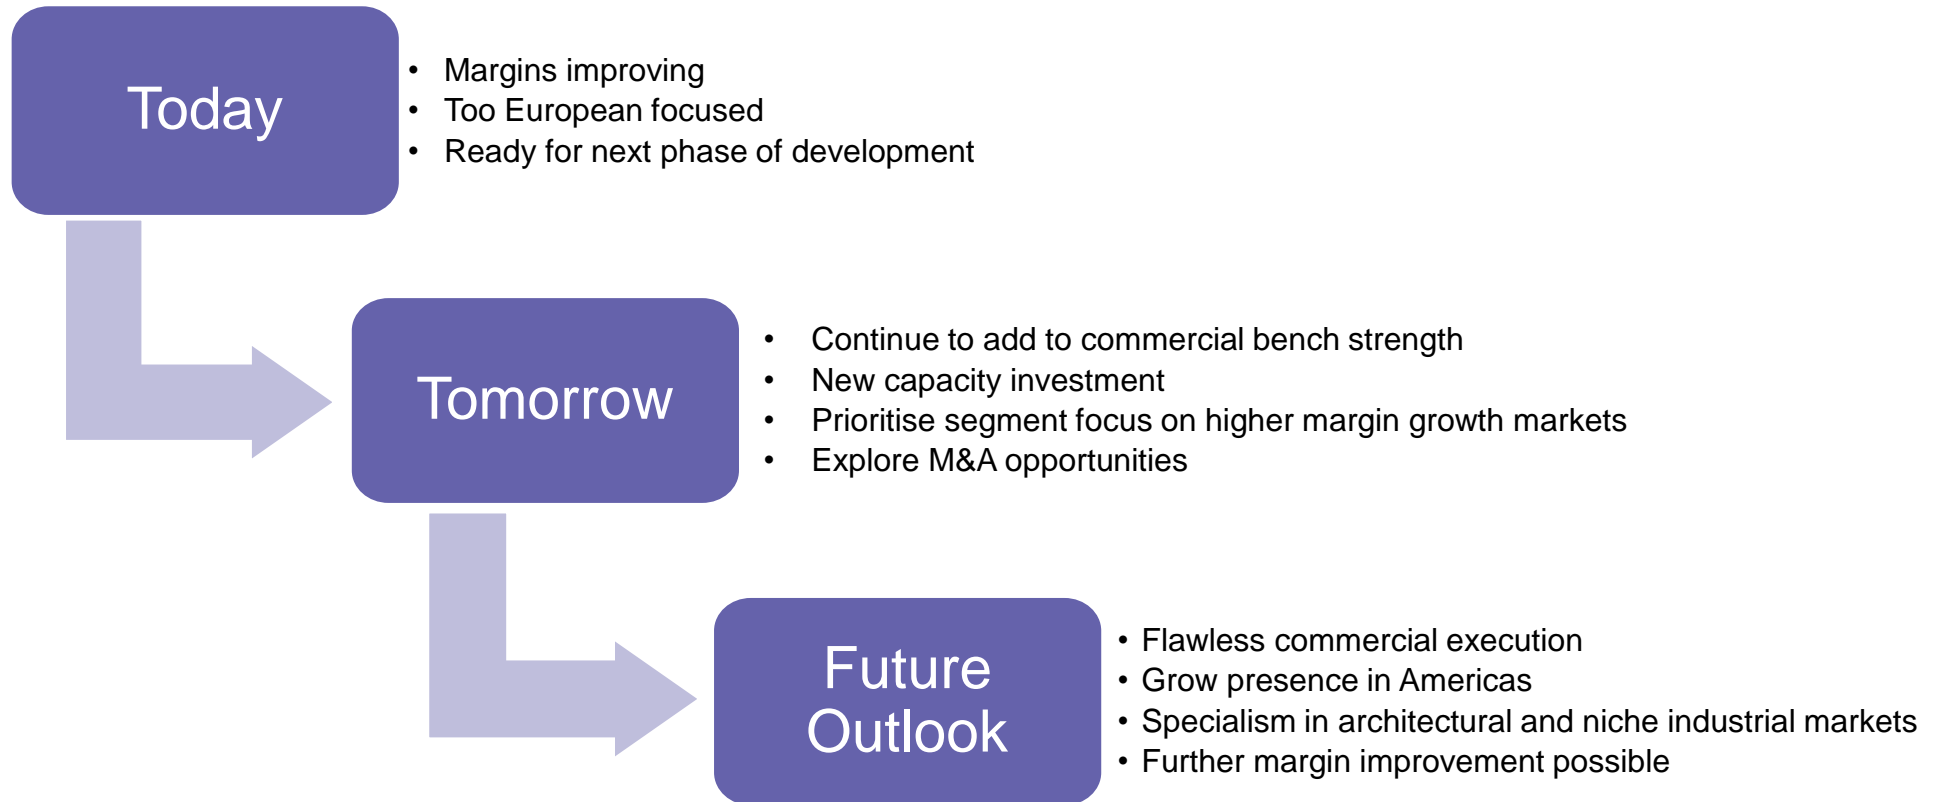 Today
• Margins improving
• Too European focused
• Ready for next phase of development
Tomorrow
• Continue to add to commercial bench strength
• New capacity investment
• Prioritise segment focus on higher margin growth markets
• Explore M&A opportunities
Future
Outlook
• Flawless commercial execution
• Grow presence in Americas
• Specialism in architectural and niche industrial markets
• Further margin improvement possible